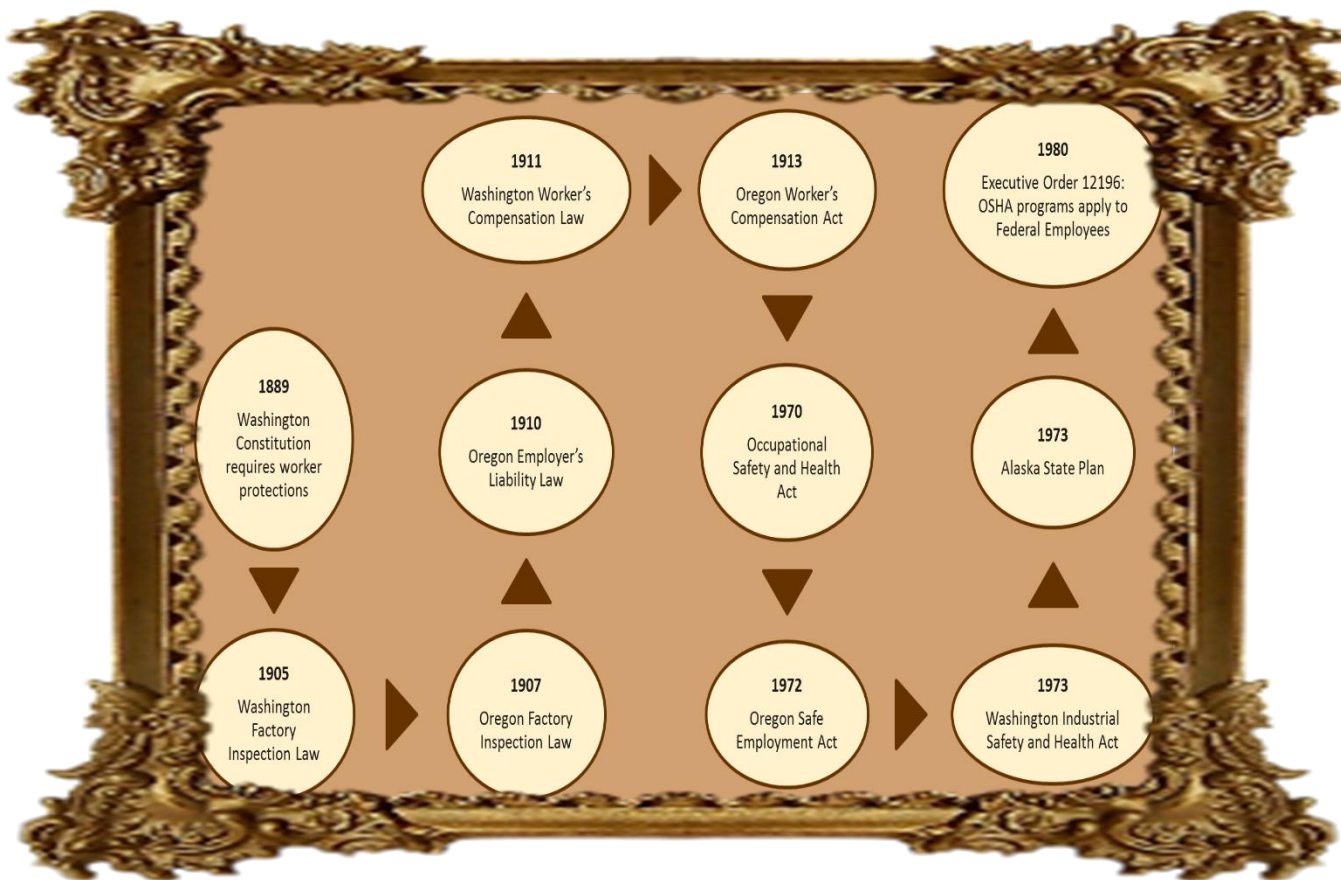 1889
Washington
Constitution
requires worker
protections
1905
Washington
Factory
Inspection Law
1907
Oregon Factory
Inspection Law
1910
Oregon Employer’s
Liability Law
1911
Washington Worker’s
Compensation Law
1913
Oregon Worker’s
Compensation Act
1970
Occupational
Safety and Health
Act
1972
Oregon Safe
Employment Act
1973
Washington Industrial
Safety and Health Act
1973
Alaska State Plan
1980
Executive Order 12196:
OSHA programs apply to
Federal Employees